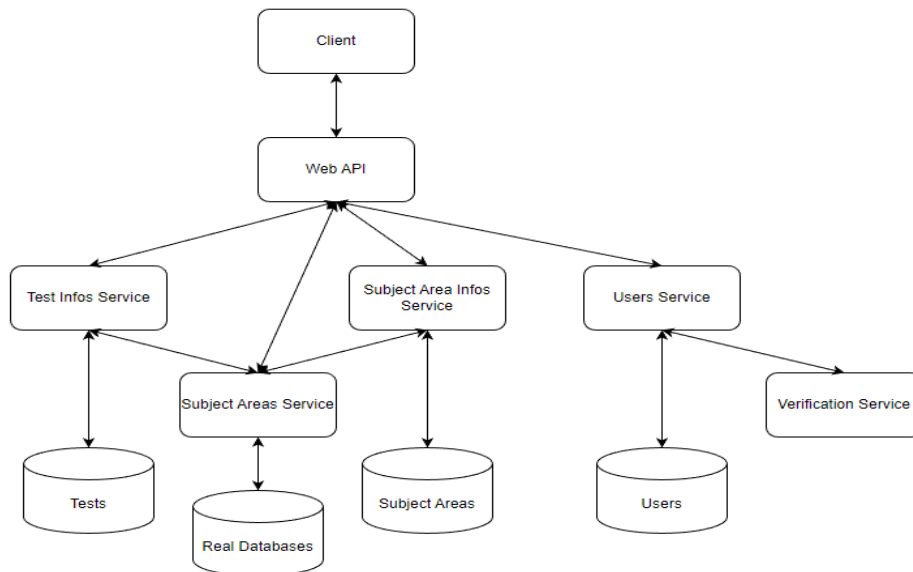 Client
Web API
Test Infos Service
Subject Area Infos
Service
Users Service
Subject Areas Service
Verification Service
Tests
Real Databases
Subject Areas
Users